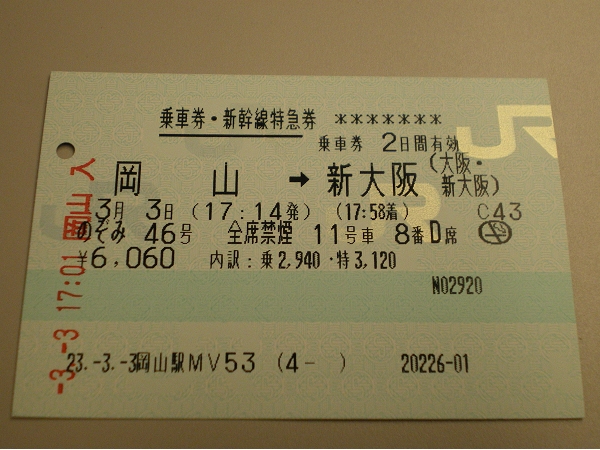 乗車券・新幹線特急券 *******
乗車券 2日間有効
岡 山 → 新大阪 (大阪・新大阪)
3月 3日 (17:14発) (17:58着) C43
のぞみ 46号 全席禁煙 11号車 8番D席
¥6,060 内訳:乗2,940・特3,120
N02920
23.-3.-3岡山駅MV53 (4- ) 20226-01
-3.-3 17:01 岡山 入
JR